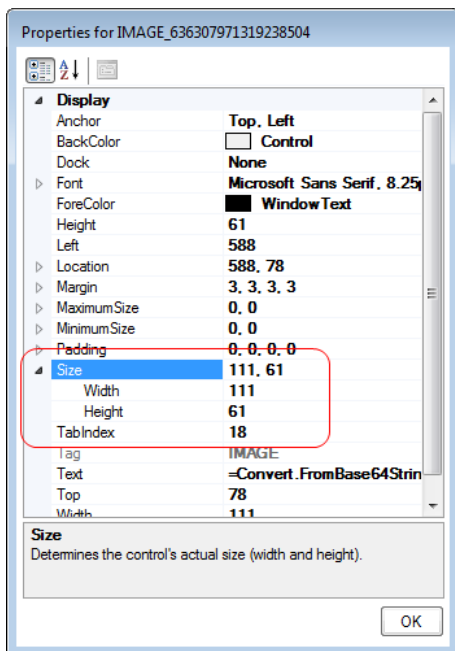 Properties for IMAGE_636307971319238504
Display
Anchor Top, Left
BackColor Control
Dock None
Font Microsoft Sans Serif, 8.25p
ForeColor WindowText
Height 61
Left 588
Location 588, 78
Margin 3, 3, 3, 3
MaximumSize 0, 0
MinimumSize 0, 0
Padding 0, 0, 0, 0
Size 111, 61
Width 111
Height 61
TabIndex 18
Tag IMAGE
Text =Convert.FromBase64Strin
Top 78
Width 111
Size
Determines the control's actual size (width and height).
OK